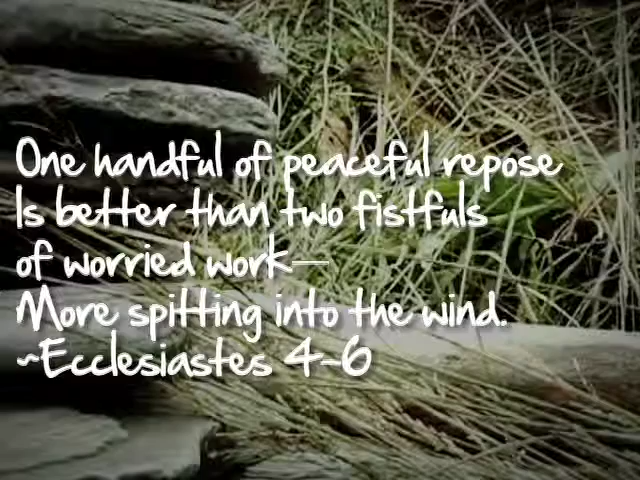 One handful of peaceful repose
Is better than two fistfuls
of worried work—
More spitting into the wind.
~Ecclesiastes 4-6